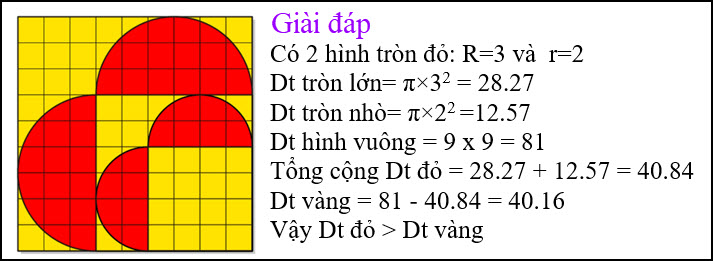 Giài đáp
Có 2 hình tròn đỏ: R=3 và r=2
Dt tròn lớn= π×3² = 28.27
Dt tròn nhò= π×2² =12.57
Dt hình vuông = 9 x 9 = 81
Tổng cộng Dt đỏ = 28.27 + 12.57 = 40.84
Dt vàng = 81 - 40.84 = 40.16
Vậy Dt đỏ > Dt vàng